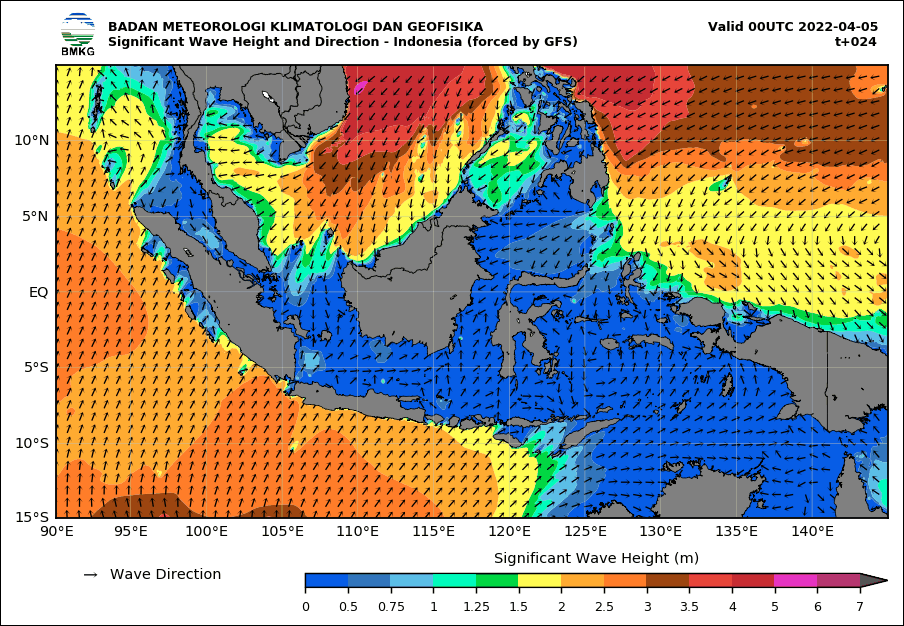 BMKG
BADAN METEOROLOGI KLIMATOLOGI DAN GEOFISIKA
Significant Wave Height and Direction - Indonesia (forced by GFS)
Valid 00UTC 2022-04-05
t+024
10°N
5°N
EQ
5°S
10°S
15°S
90°E 95°E 100°E 105°E 110°E 115°E 120°E 125°E 130°E 135°E 140°E
Significant Wave Height (m)
→ Wave Direction
0 0.5 0.75 1 1.25 1.5 2 2.5 3 3.5 4 5 6 7